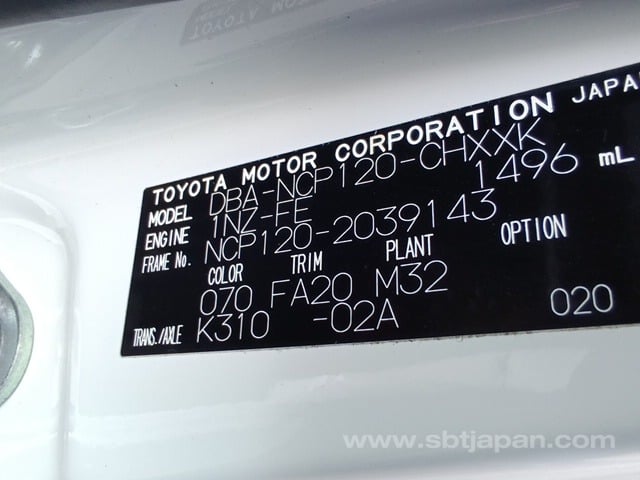 TOYOTA MOTOR CORPORATION JAPAN
MODEL DBA-NCP120-CHXXK
ENGINE 1NZ-FE 1496 mL
FRAME No. NCP120-2039143
COLOR TRIM PLANT OPTION
070 FA20 M32
TRANS./AXLE K310 -02A 020
www.sbtjapan.com